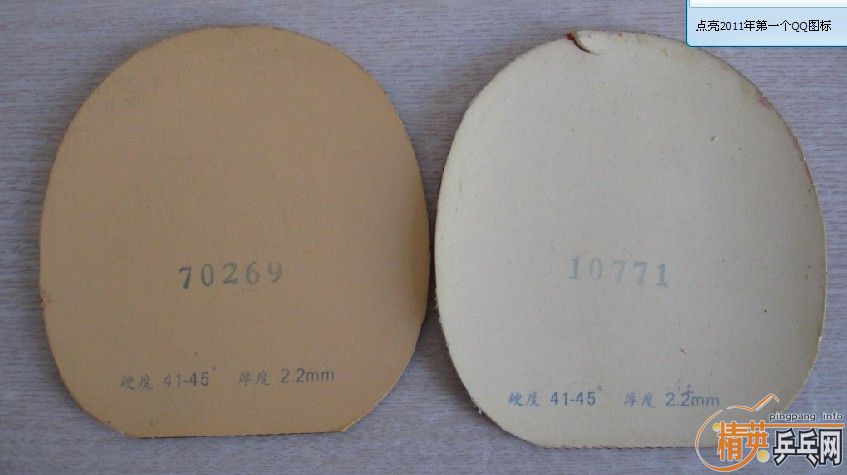 点亮2011年第一个QQ图标
70269
硬度 41-45° 厚度 2.2mm
10771
硬度 41-45° 厚度 2.2mm
pingpang.info
精英乒乓网